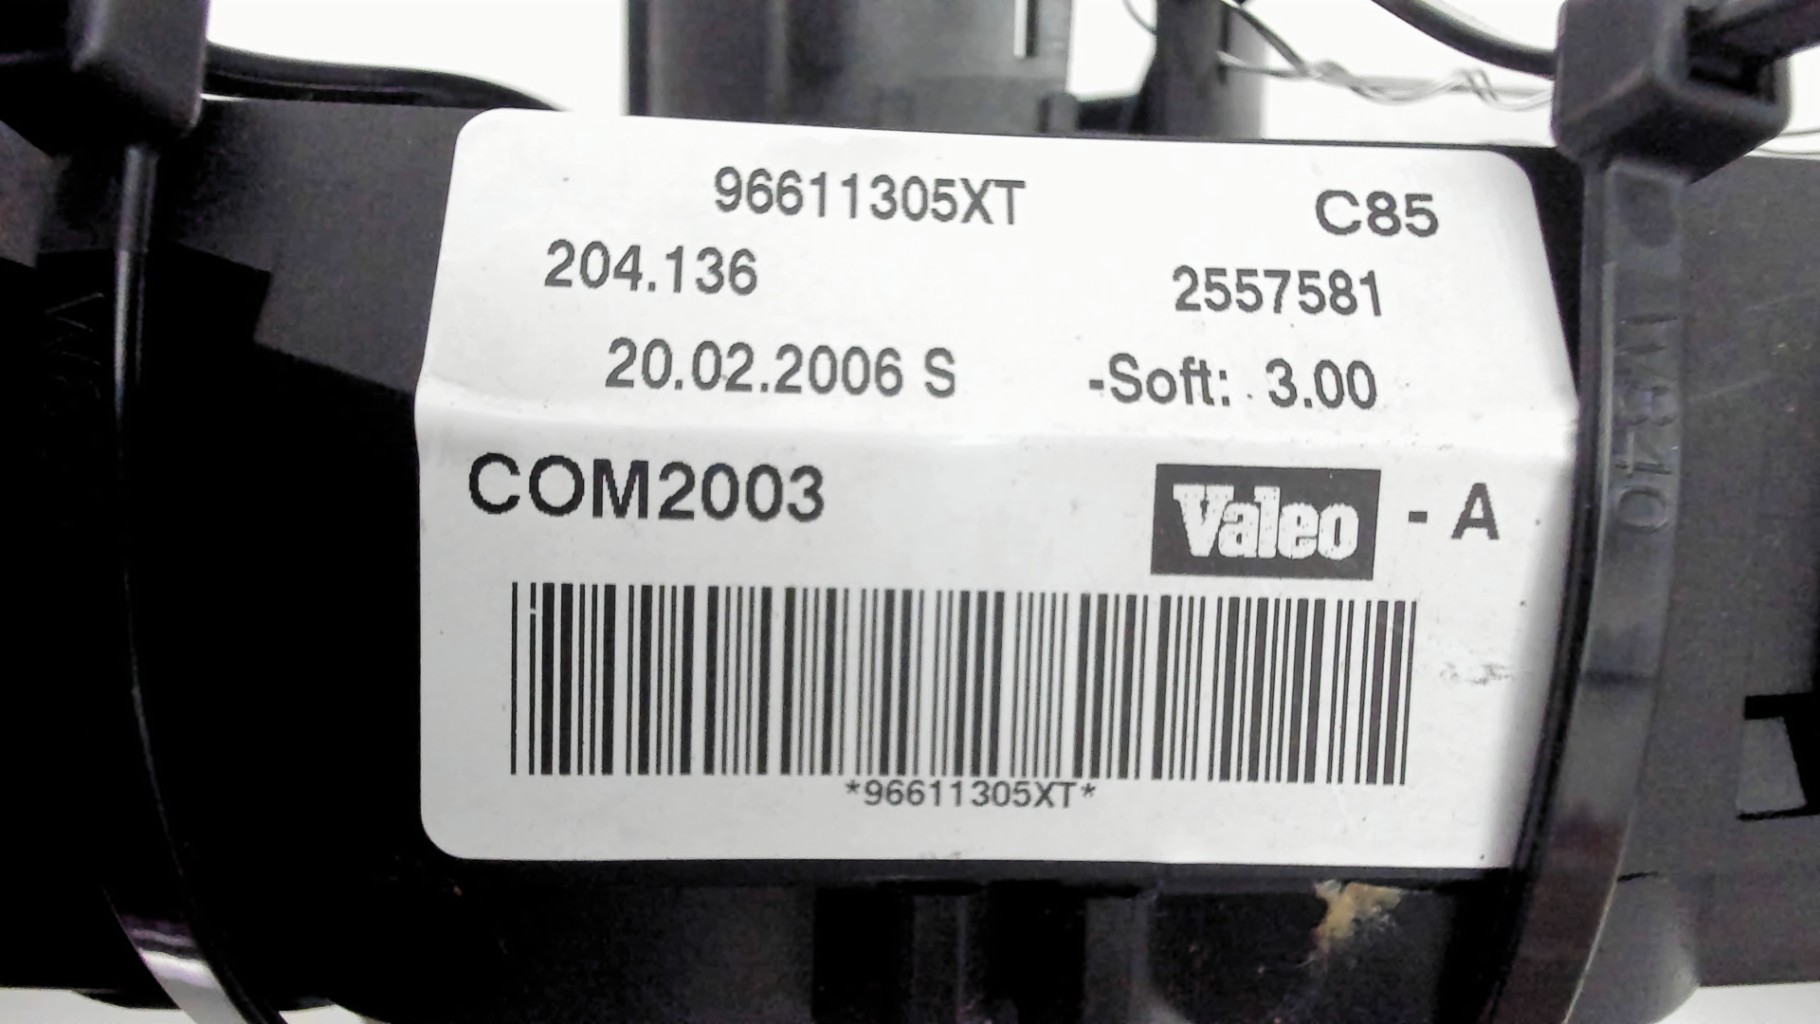 96611305XT C85
204.136 2557581
20.02.2006 S -Soft: 3.00
COM2003 Valeo - A
*96611305XT*